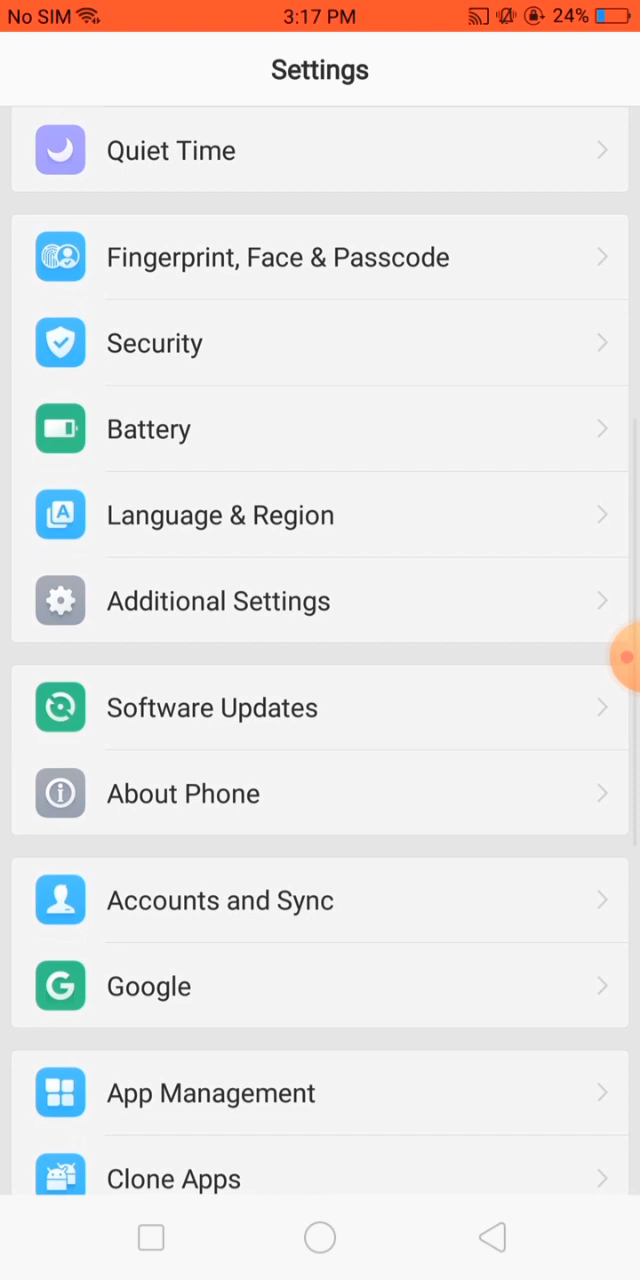 No SIM 3:17 PM 24%
Settings
Quiet Time
Fingerprint, Face & Passcode
Security
Battery
Language & Region
Additional Settings
Software Updates
About Phone
Accounts and Sync
Google
App Management
Clone Apps